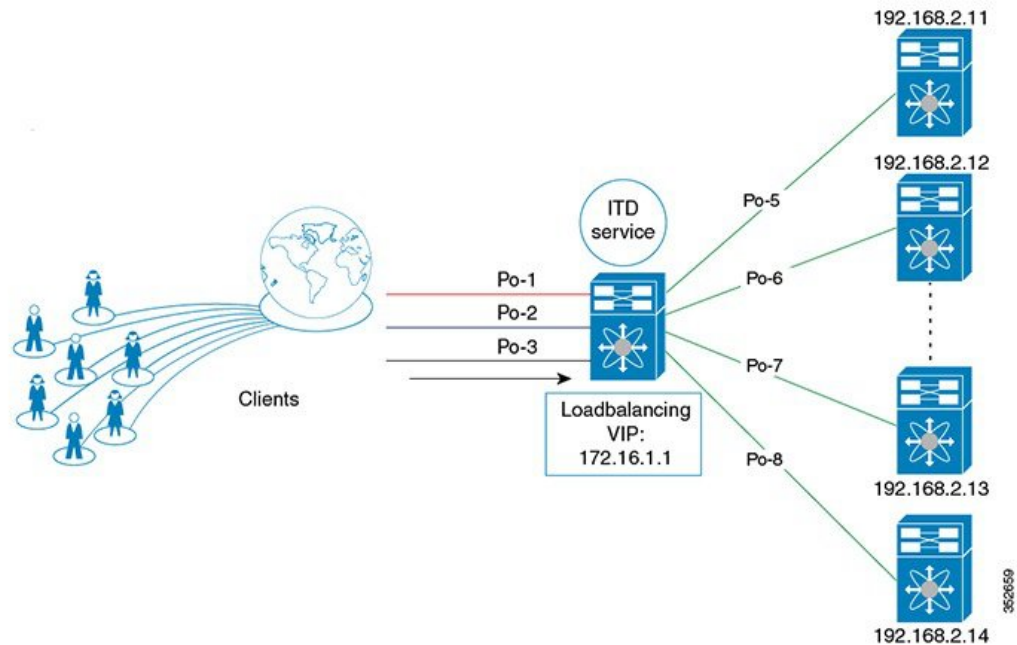 192.168.2.11
192.168.2.12
Po-5
ITD
service
Po-6
Po-1
Po-2
Po-3
Po-7
Clients
Loadbalancing
VIP:
172.16.1.1
Po-8
192.168.2.13
192.168.2.14
352659